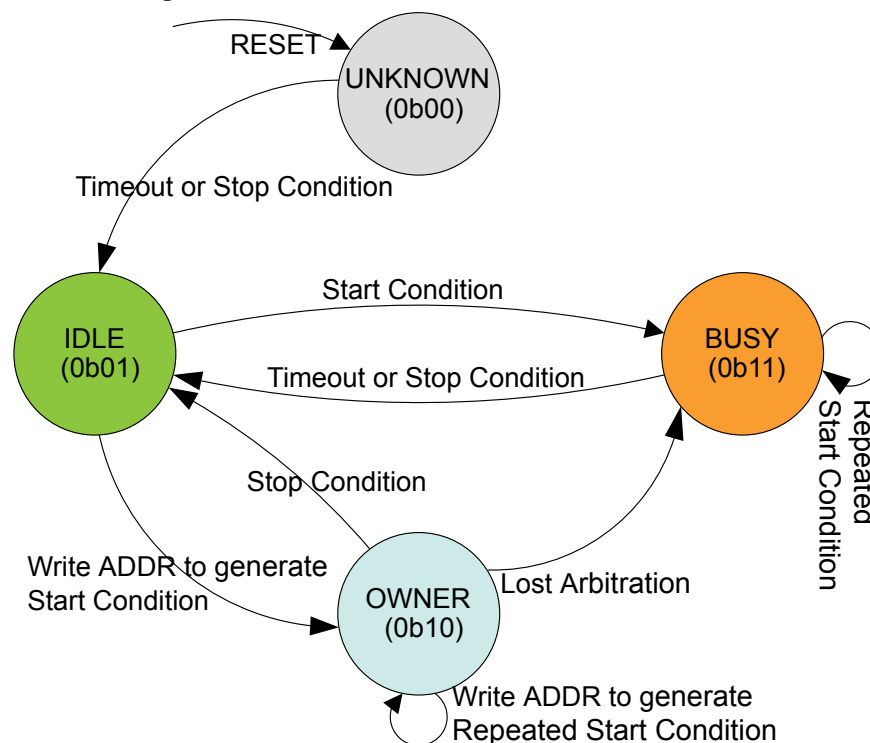 RESET
UNKNOWN
(0b00)
Timeout or Stop Condition
Start Condition
IDLE
(0b01)
BUSY
(0b11)
Timeout or Stop Condition
Repeated
Start Condition
Stop Condition
Write ADDR to generate
Start Condition
Lost Arbitration
OWNER
(0b10)
Write ADDR to generate
Repeated Start Condition